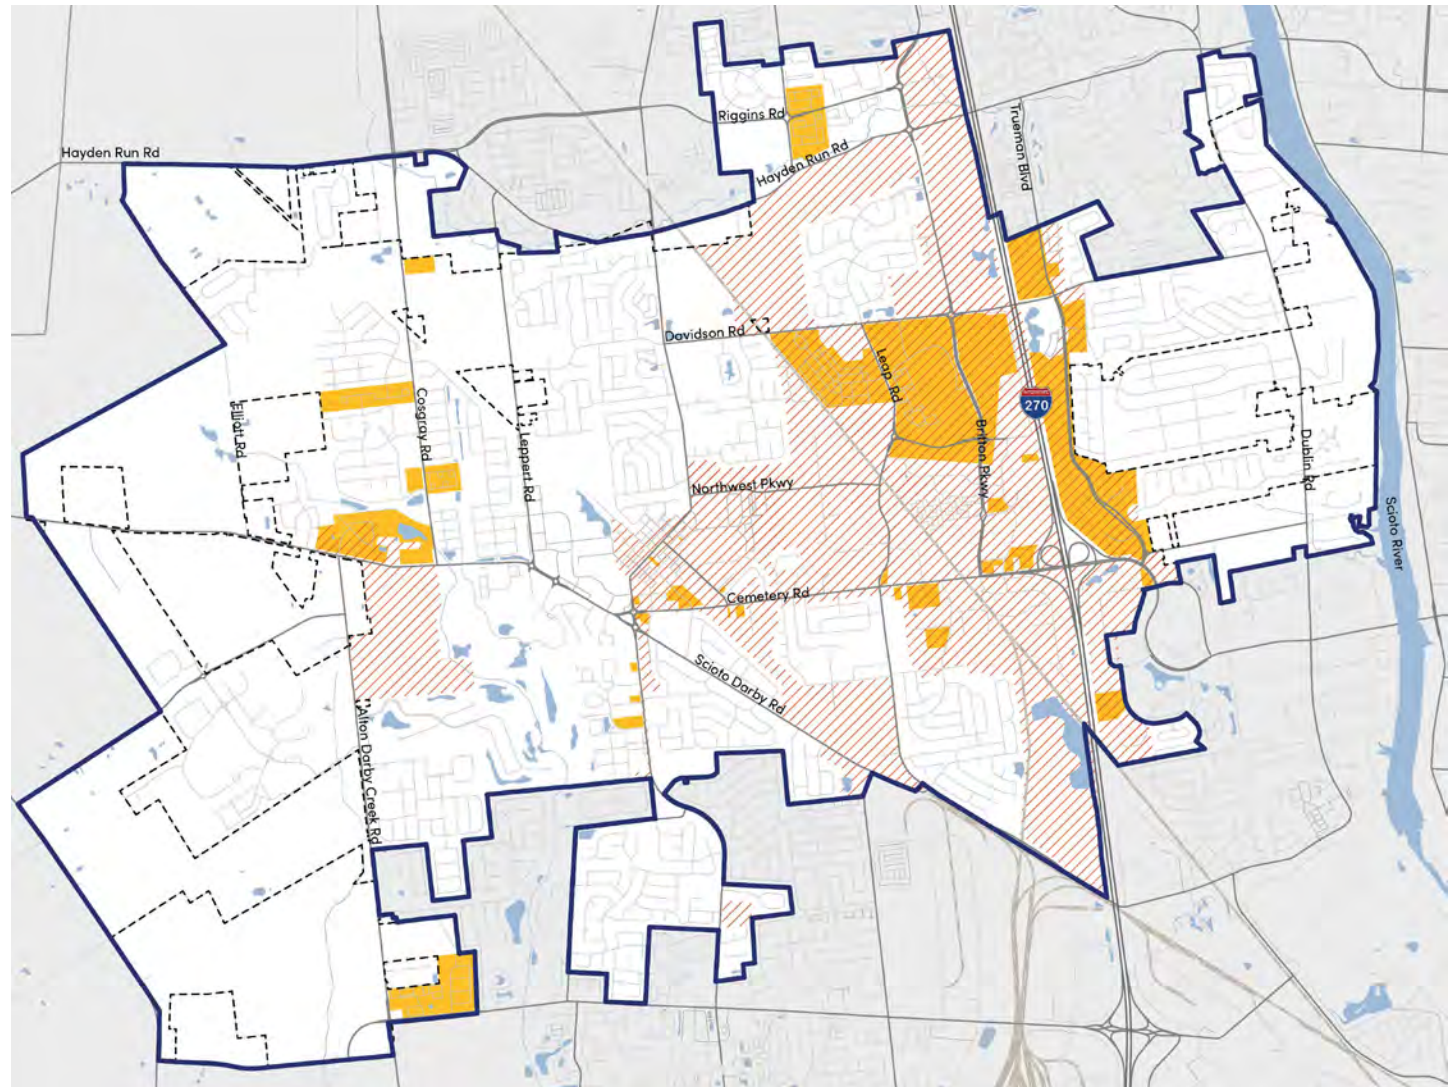 Hayden Run Rd
Riggins Rd
Hayden Run Rd
Trueman Blvd
Davidson Rd
Leap Rd
270
Elliott Rd
Cosgray Rd
Leppert Rd
Britton Pkwy
Dublin Rd
Northwest Pkwy
Scioto River
Cemetery Rd
Scioto Darby Rd
Alton Darby Creek Rd